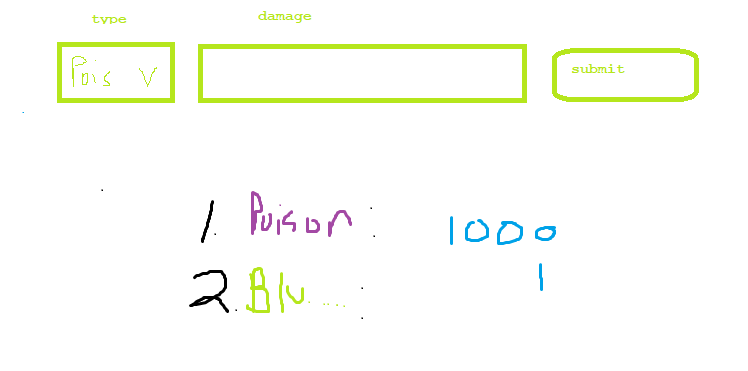 type damage
Pois v submit
1. Poison: 1000
2. Blu..... : 1